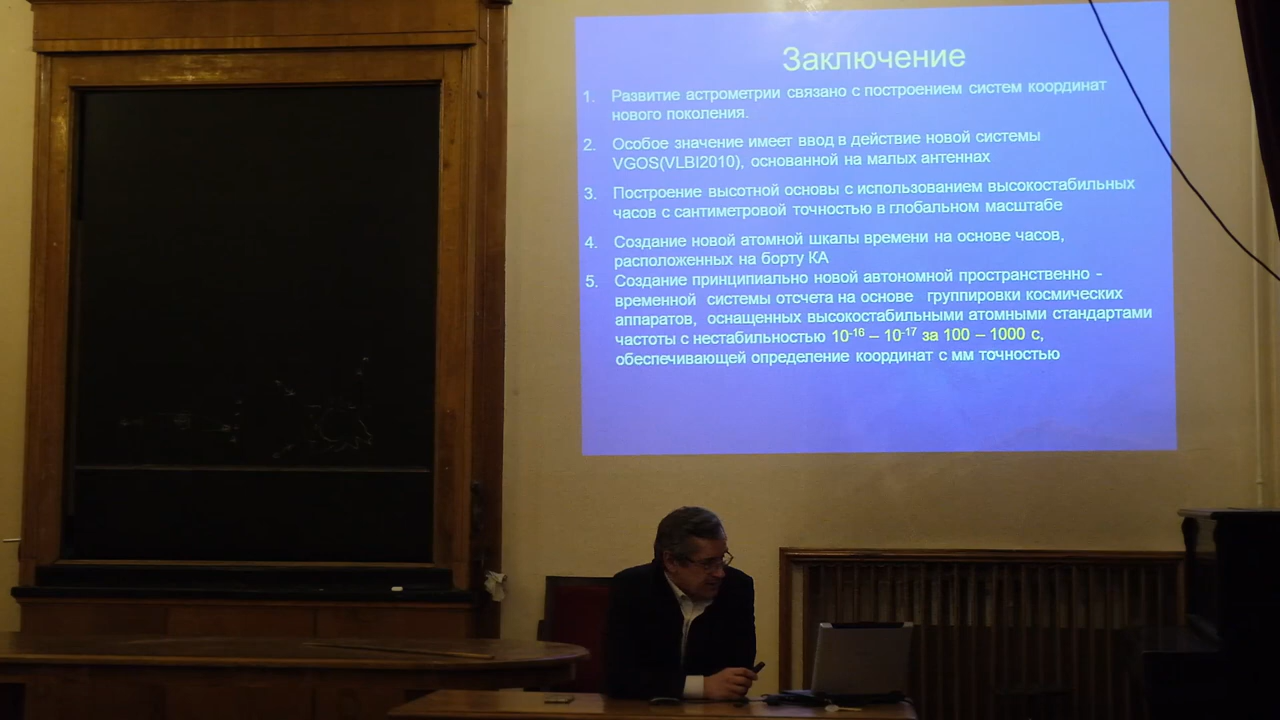 Заключение
1. Развитие астрометрии связано с построением систем координат
нового поколения.
2. Особое значение имеет ввод в действие новой системы
VGOS(VLBI2010), основанной на малых антеннах
3. Построение высотной основы с использованием высокостабильных
часов с сантиметровой точностью в глобальном масштабе
4. Создание новой атомной шкалы времени на основе часов,
расположенных на борту КА
5. Создание принципиально новой автономной пространственно -
временной системы отсчета на основе группировки космических
аппаратов, оснащенных высокостабильными атомными стандартами
частоты с нестабильностью 10⁻¹⁶ – 10⁻¹⁷ за 100 – 1000 с,
обеспечивающей определение координат с мм точностью